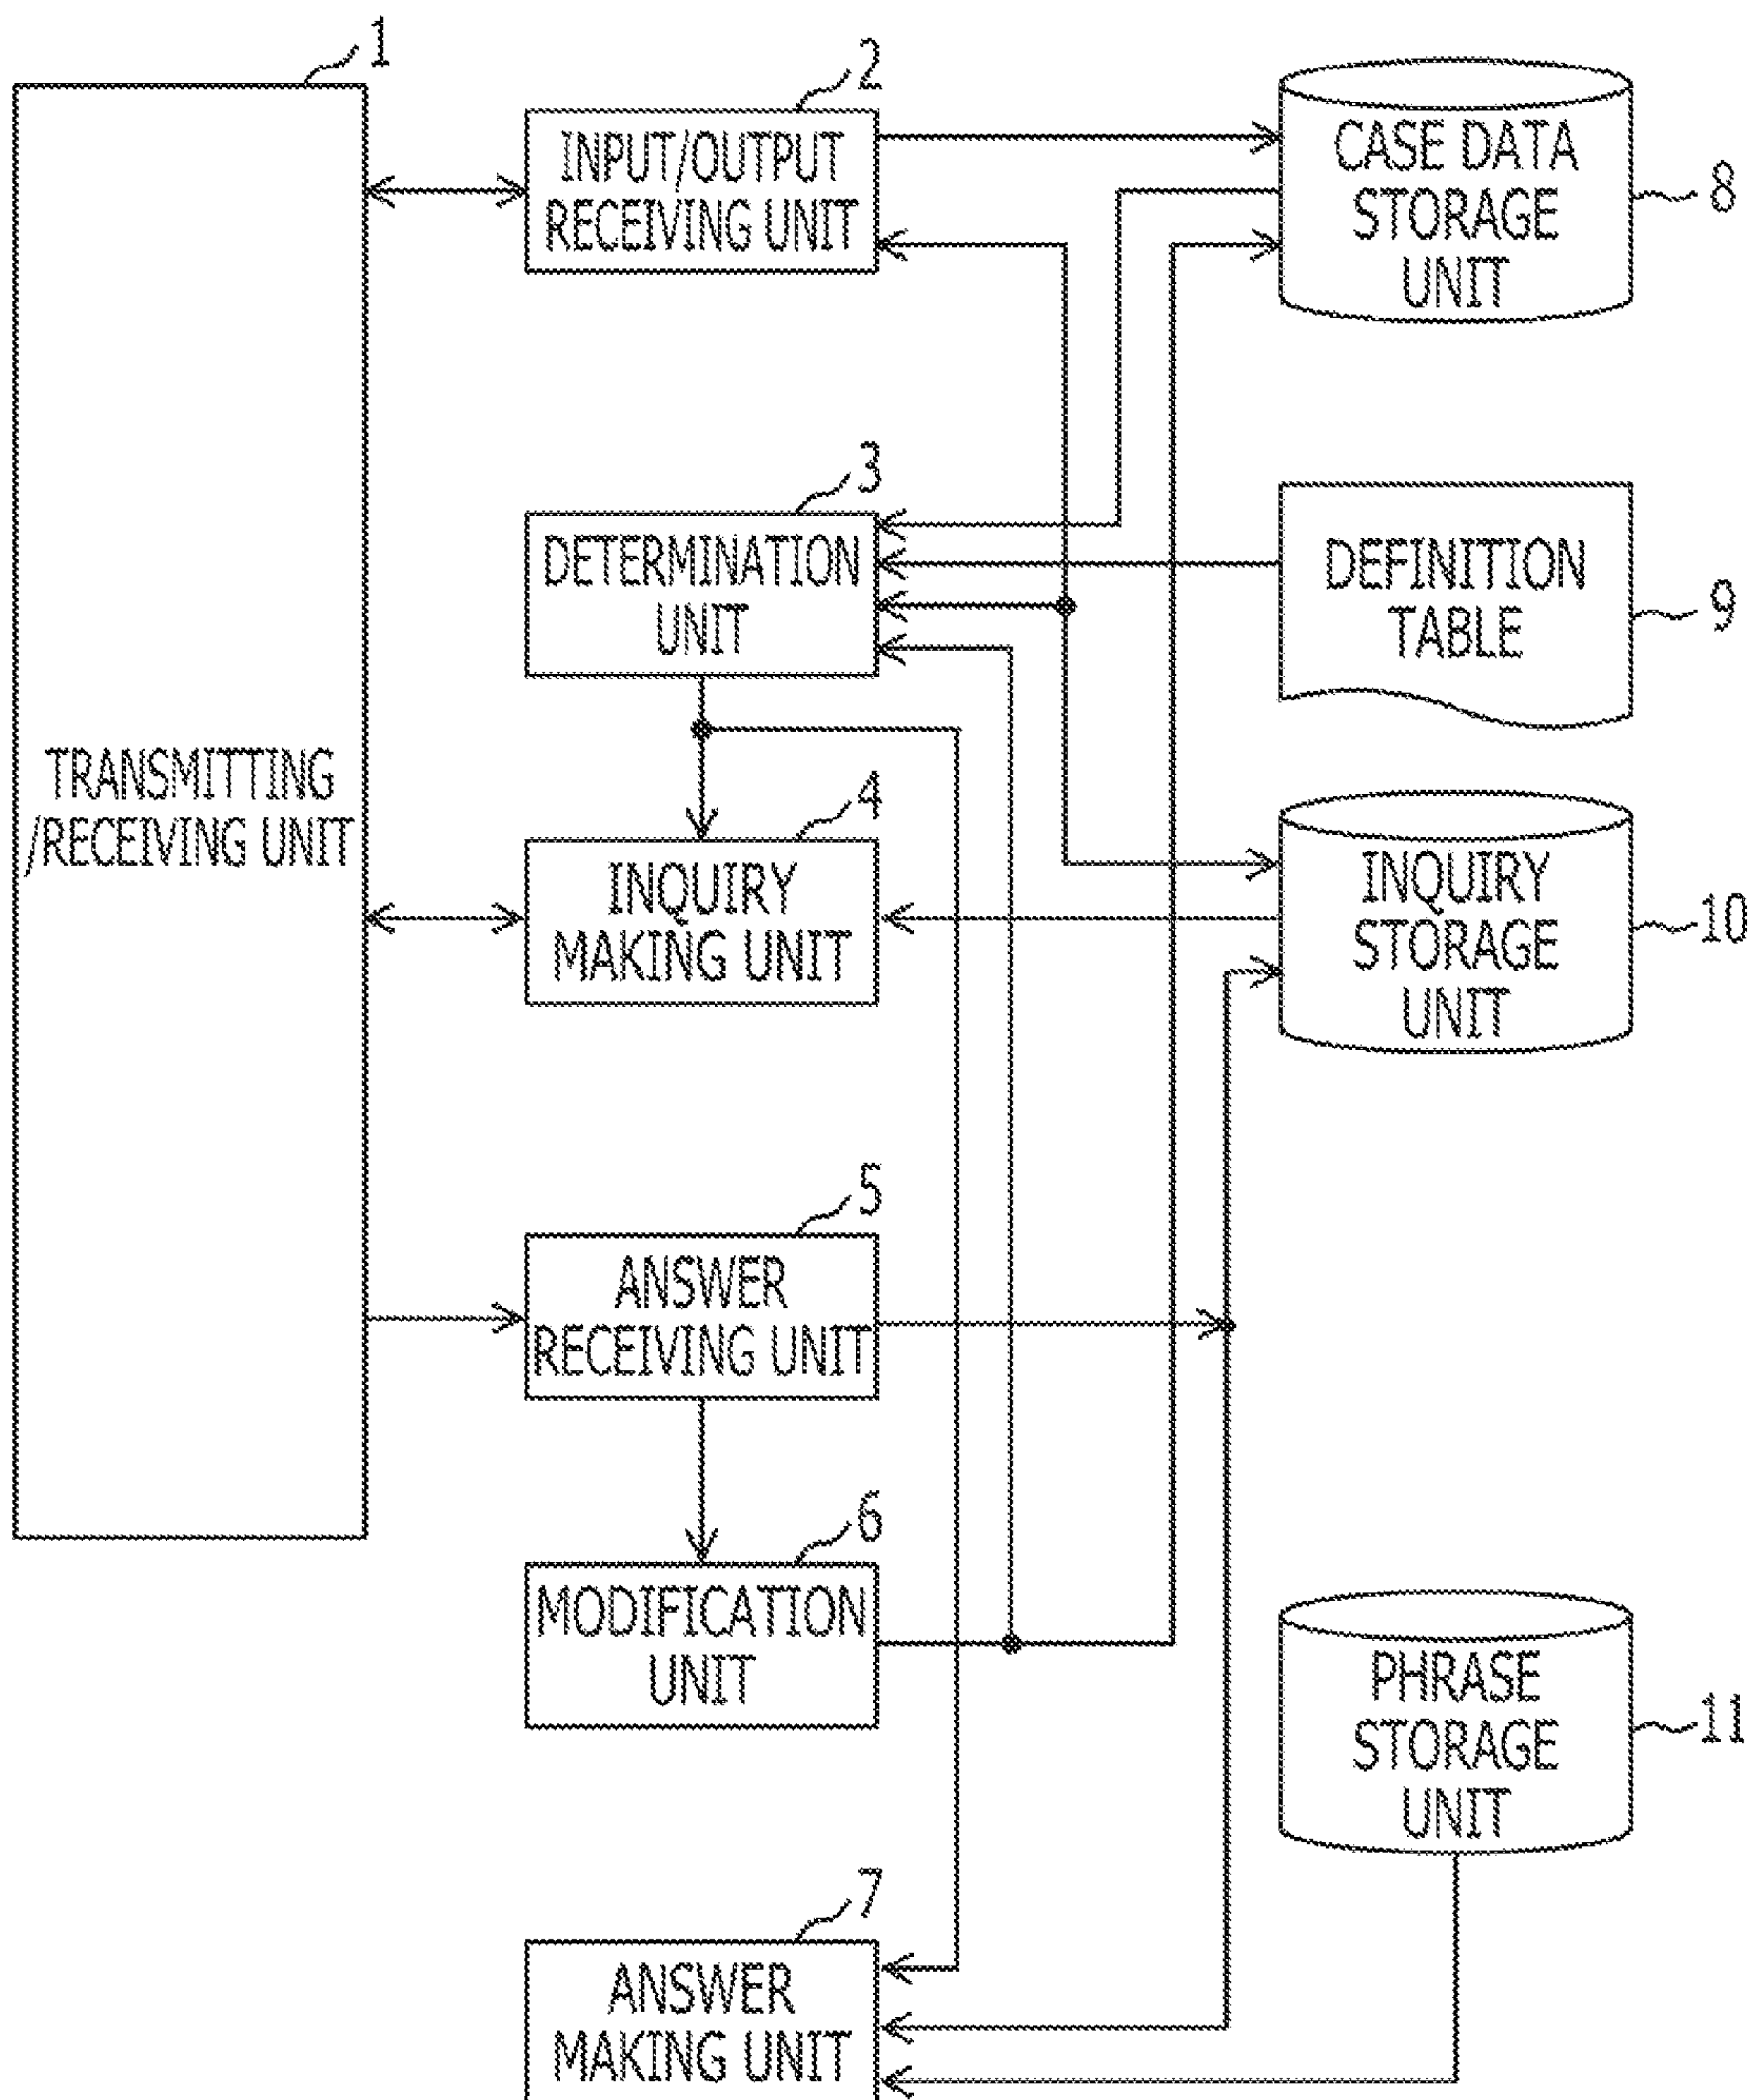 1
TRANSMITTING
/RECEIVING UNIT
2
INPUT/OUTPUT
RECEIVING UNIT
3
DETERMINATION
UNIT
4
INQUIRY
MAKING UNIT
5
ANSWER
RECEIVING UNIT
6
MODIFICATION
UNIT
7
ANSWER
MAKING UNIT
CASE DATA
STORAGE
UNIT
8
DEFINITION
TABLE
9
INQUIRY
STORAGE
UNIT
10
PHRASE
STORAGE
UNIT
11